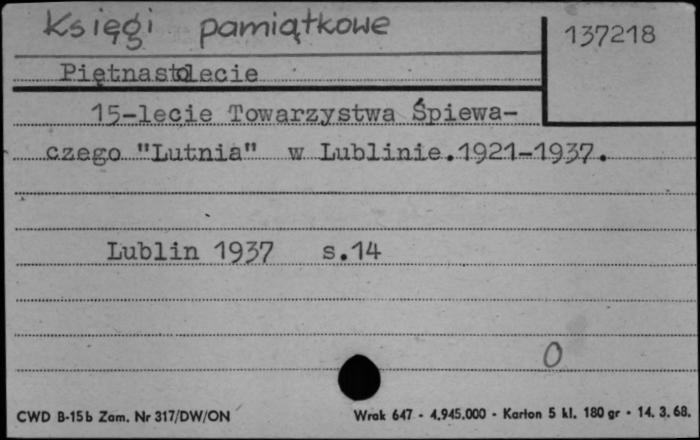 Księgi pamiątkowe
137218
Piętnastolecie
15-lecie Towarzystwa Śpiewa-
czego "Lutnia" w Lublinie.1921-1937.
Lublin 1937 s.14
0
CWD B-15b Zam. Nr 317/DW/ON Wrak 647 - 4.945.000 - Karton 5 kl. 180 gr - 14. 3. 68.